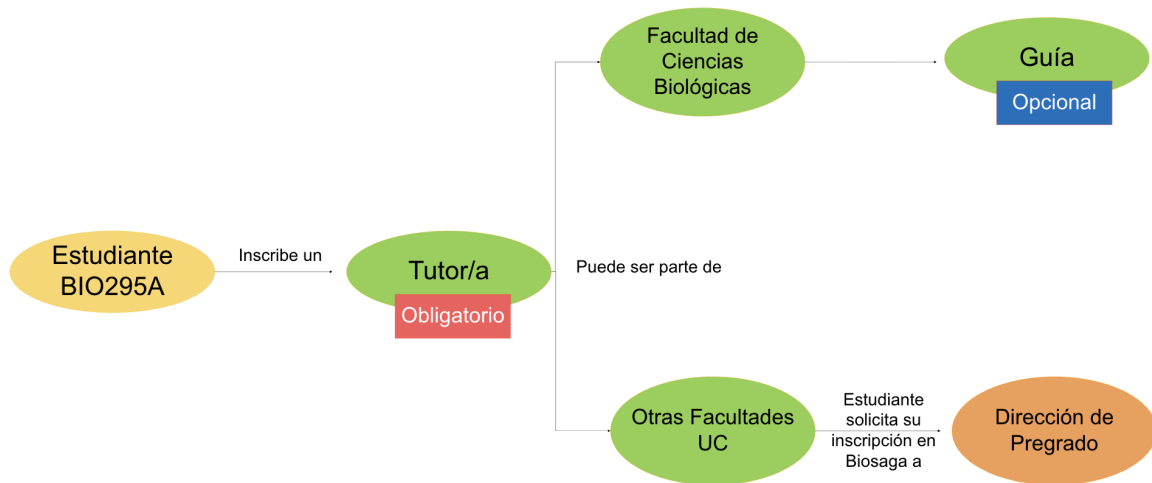 Estudiante
BIO295A
Inscribe un
Tutor/a
Obligatorio
Puede ser parte de
Facultad de
Ciencias
Biológicas
Guía
Opcional
Otras Facultades
UC
Estudiante
solicita su
inscripción en
Biosaga a
Dirección de
Pregrado